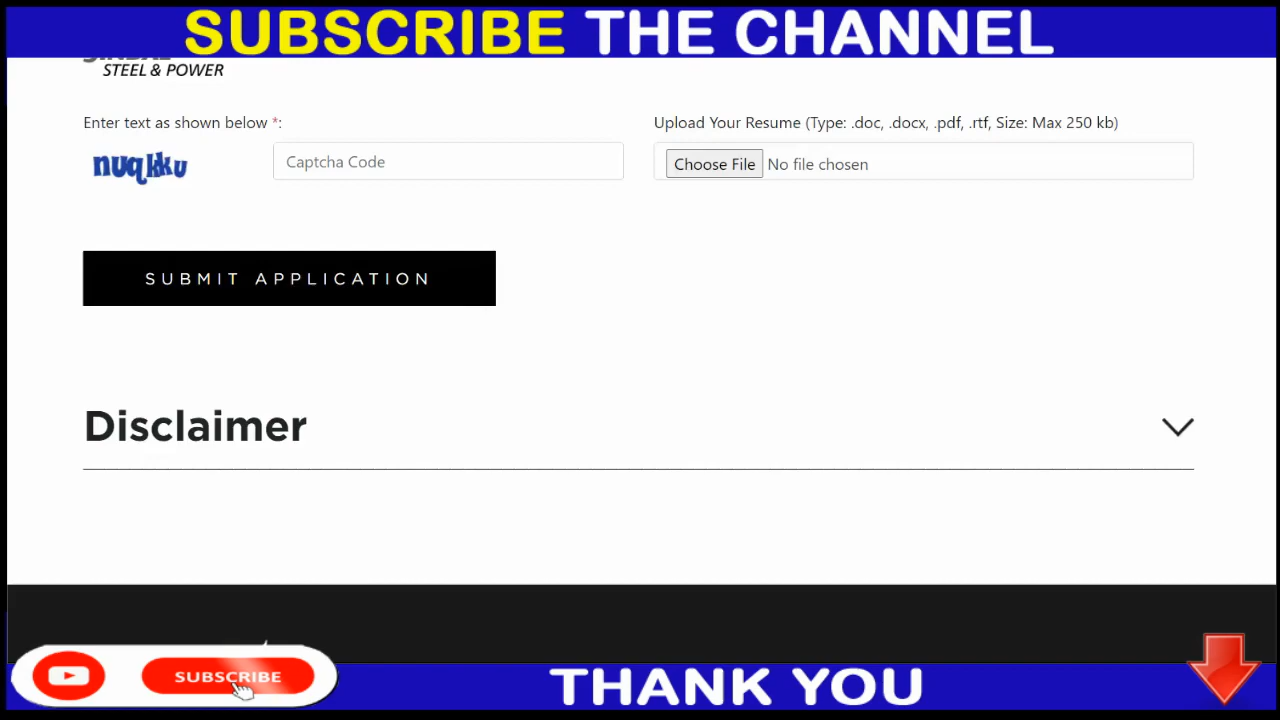 SUBSCRIBE THE CHANNEL
STEEL & POWER
Enter text as shown below *:
Upload Your Resume (Type: .doc, .docx, .pdf, .rtf, Size: Max 250 kb)
nuqkku
Captcha Code
Choose File No file chosen
SUBMIT APPLICATION
Disclaimer
SUBSCRIBE
THANK YOU